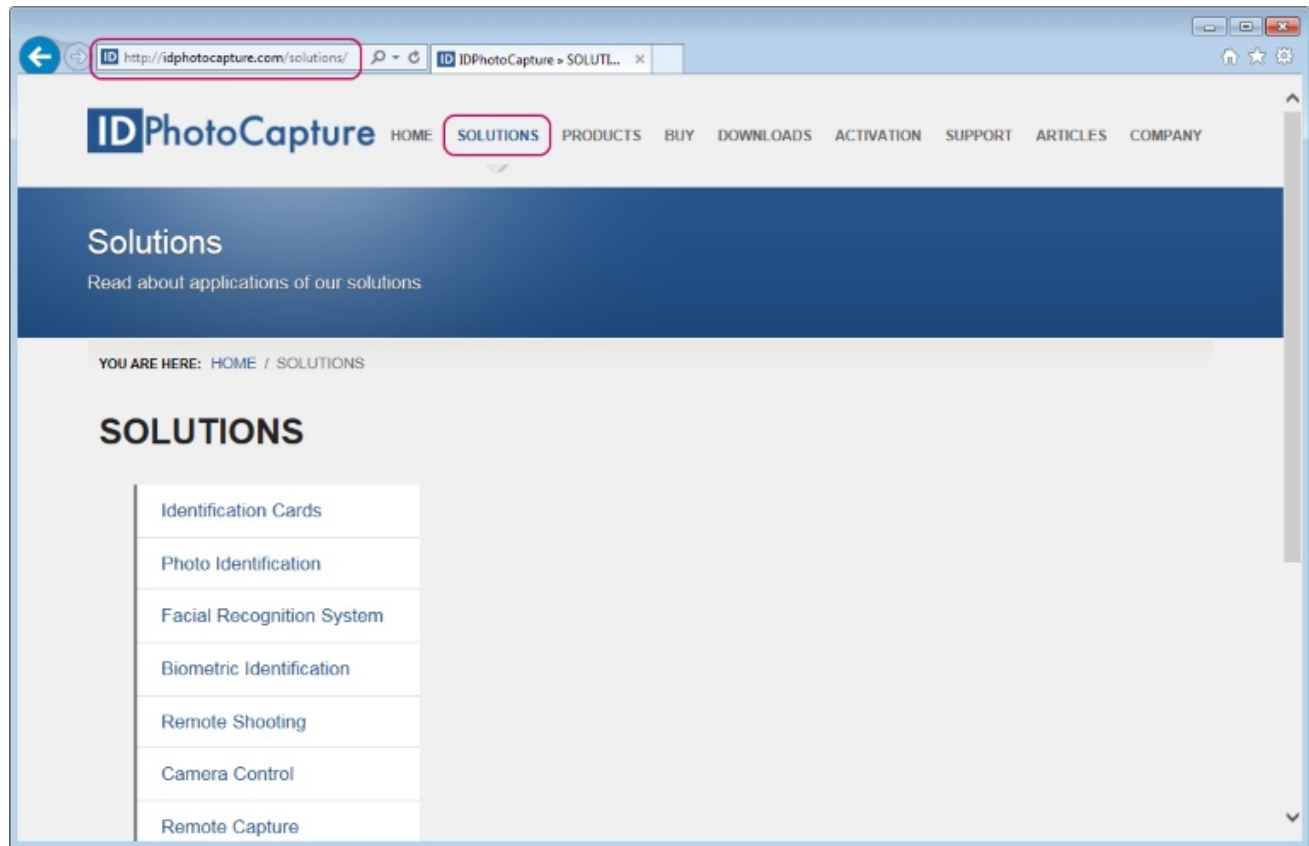 http://idphotocapture.com/solutions/
IDPhotoCapture » SOLUTI...
IDPhotoCapture
HOME SOLUTIONS PRODUCTS BUY DOWNLOADS ACTIVATION SUPPORT ARTICLES COMPANY
Solutions
Read about applications of our solutions
YOU ARE HERE: HOME / SOLUTIONS
SOLUTIONS
Identification Cards
Photo Identification
Facial Recognition System
Biometric Identification
Remote Shooting
Camera Control
Remote Capture